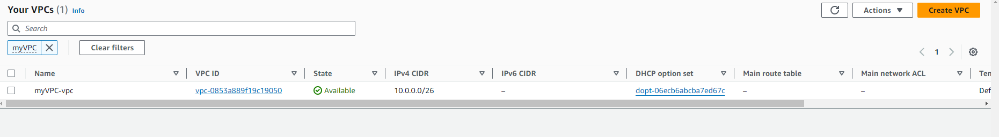 Your VPCs (1) Info
Actions
Create VPC
Search
myVPC
Clear filters
1
Name VPC ID State IPv4 CIDR IPv6 CIDR DHCP option set Main route table Main network ACL Ten
myVPC-vpc vpc-0853a889f19c19050 Available 10.0.0.0/26 – dopt-06ecb6abcba7ed67c – – Def